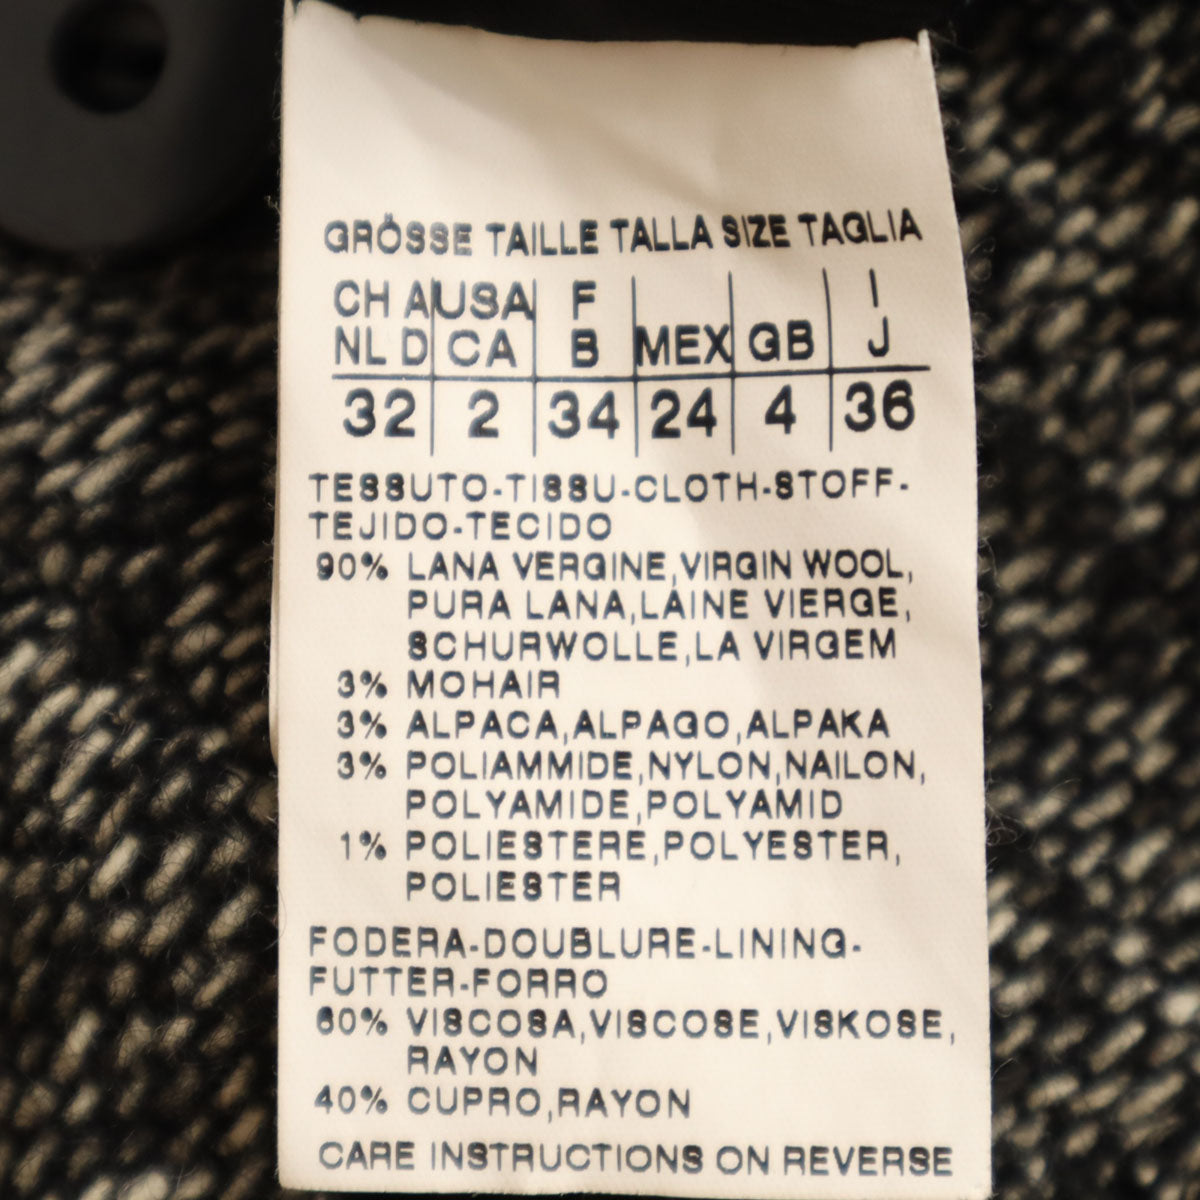 GRÖSSE TAILLE TALLA SIZE TAGLIA
CH A USA F I
NL D CA B MEX GB J
32 2 34 24 4 36
TESSUTO-TISSU-CLOTH-STOFF-
TEJIDO-TECIDO
90% LANA VERGINE,VIRGIN WOOL,
PURA LANA,LAINE VIERGE,
SCHURWOLLE,LA VIRGEM
3% MOHAIR
3% ALPACA,ALPAGO,ALPAKA
3% POLIAMMIDE,NYLON,NAILON,
POLYAMIDE,POLYAMID
1% POLIESTERE,POLYESTER,
POLIESTER
FODERA-DOUBLURE-LINING-
FUTTER-FORRO
60% VISCOSA,VISCOSE,VISKOSE,
RAYON
40% CUPRO,RAYON
CARE INSTRUCTIONS ON REVERSE